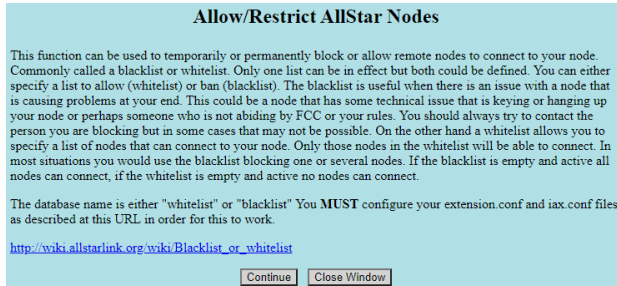 Allow/Restrict AllStar Nodes
This function can be used to temporarily or permanently block or allow remote nodes to connect to your node.
Commonly called a blacklist or whitelist. Only one list can be in effect but both could be defined. You can either
specify a list to allow (whitelist) or ban (blacklist). The blacklist is useful when there is an issue with a node that
is causing problems at your end. This could be a node that has some technical issue that is keying or hanging up
your node or perhaps someone who is not abiding by FCC or your rules. You should always try to contact the
person you are blocking but in some cases that may not be possible. On the other hand a whitelist allows you to
specify a list of nodes that can connect to your node. Only those nodes in the whitelist will be able to connect. In
most situations you would use the blacklist blocking one or several nodes. If the blacklist is empty and active all
nodes can connect, if the whitelist is empty and active no nodes can connect.
The database name is either "whitelist" or "blacklist" You MUST configure your extension.conf and iax.conf files
as described at this URL in order for this to work.
http://wiki.allstarlink.org/wiki/Blacklist_or_whitelist
Continue Close Window